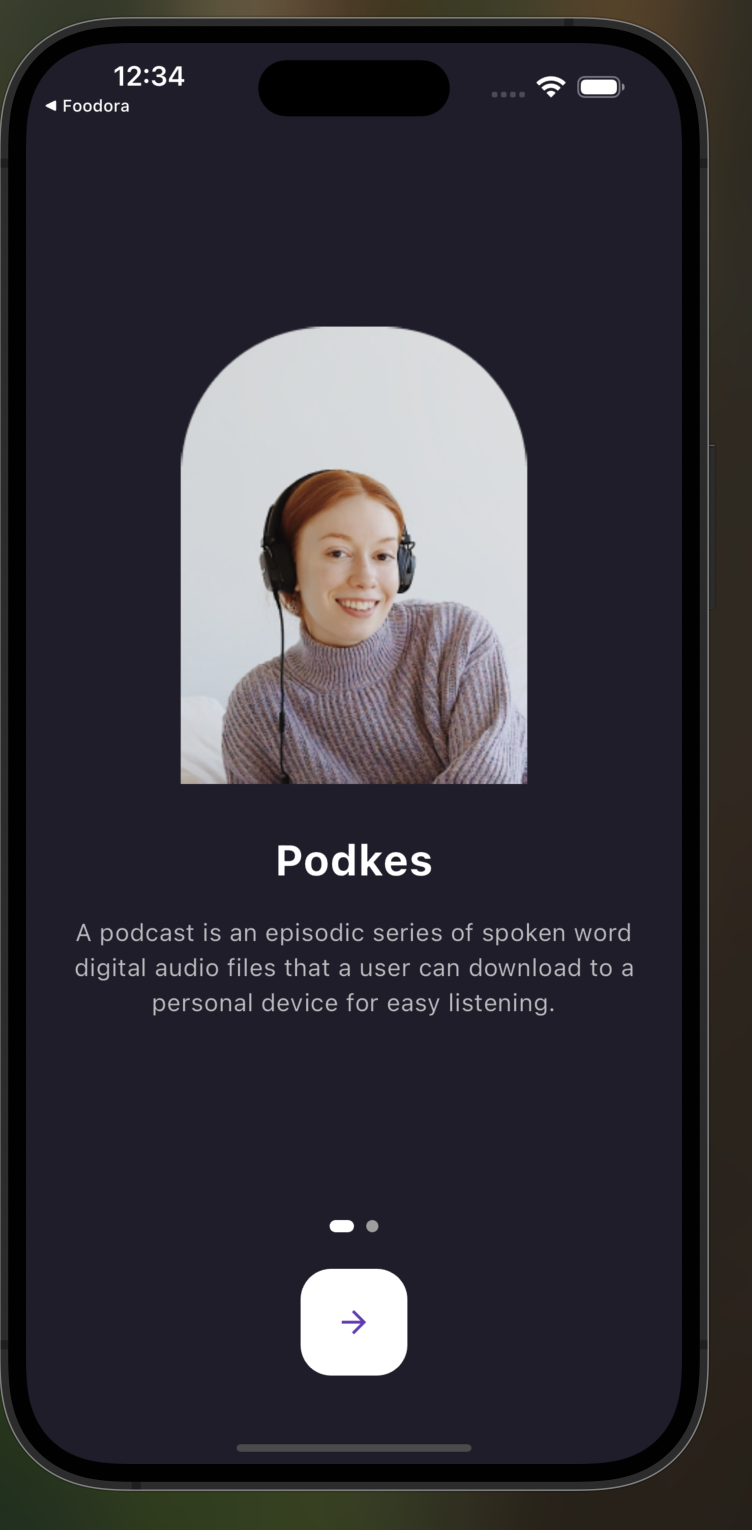 12:34
◀ Foodora
Podkes
A podcast is an episodic series of spoken word
digital audio files that a user can download to a
personal device for easy listening.